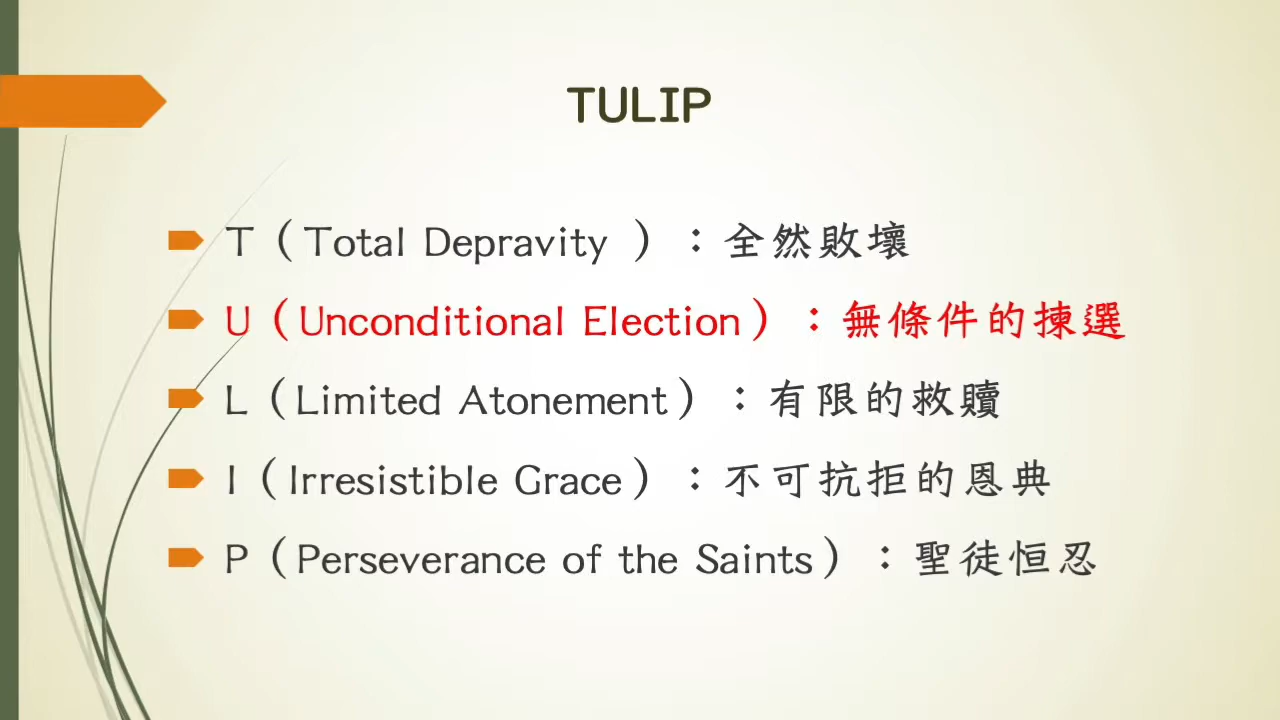 TULIP
T（Total Depravity ）：全然敗壞
U（Unconditional Election）：無條件的揀選
L（Limited Atonement）：有限的救贖
I（Irresistible Grace）：不可抗拒的恩典
P（Perseverance of the Saints）：聖徒恒忍